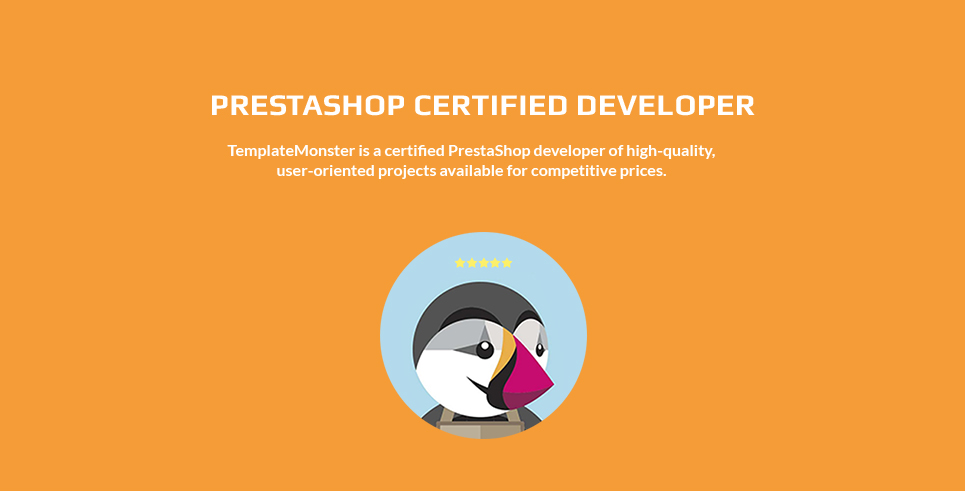 PRESTASHOP CERTIFIED DEVELOPER
TemplateMonster is a certified PrestaShop developer of high-quality,
user-oriented projects available for competitive prices.